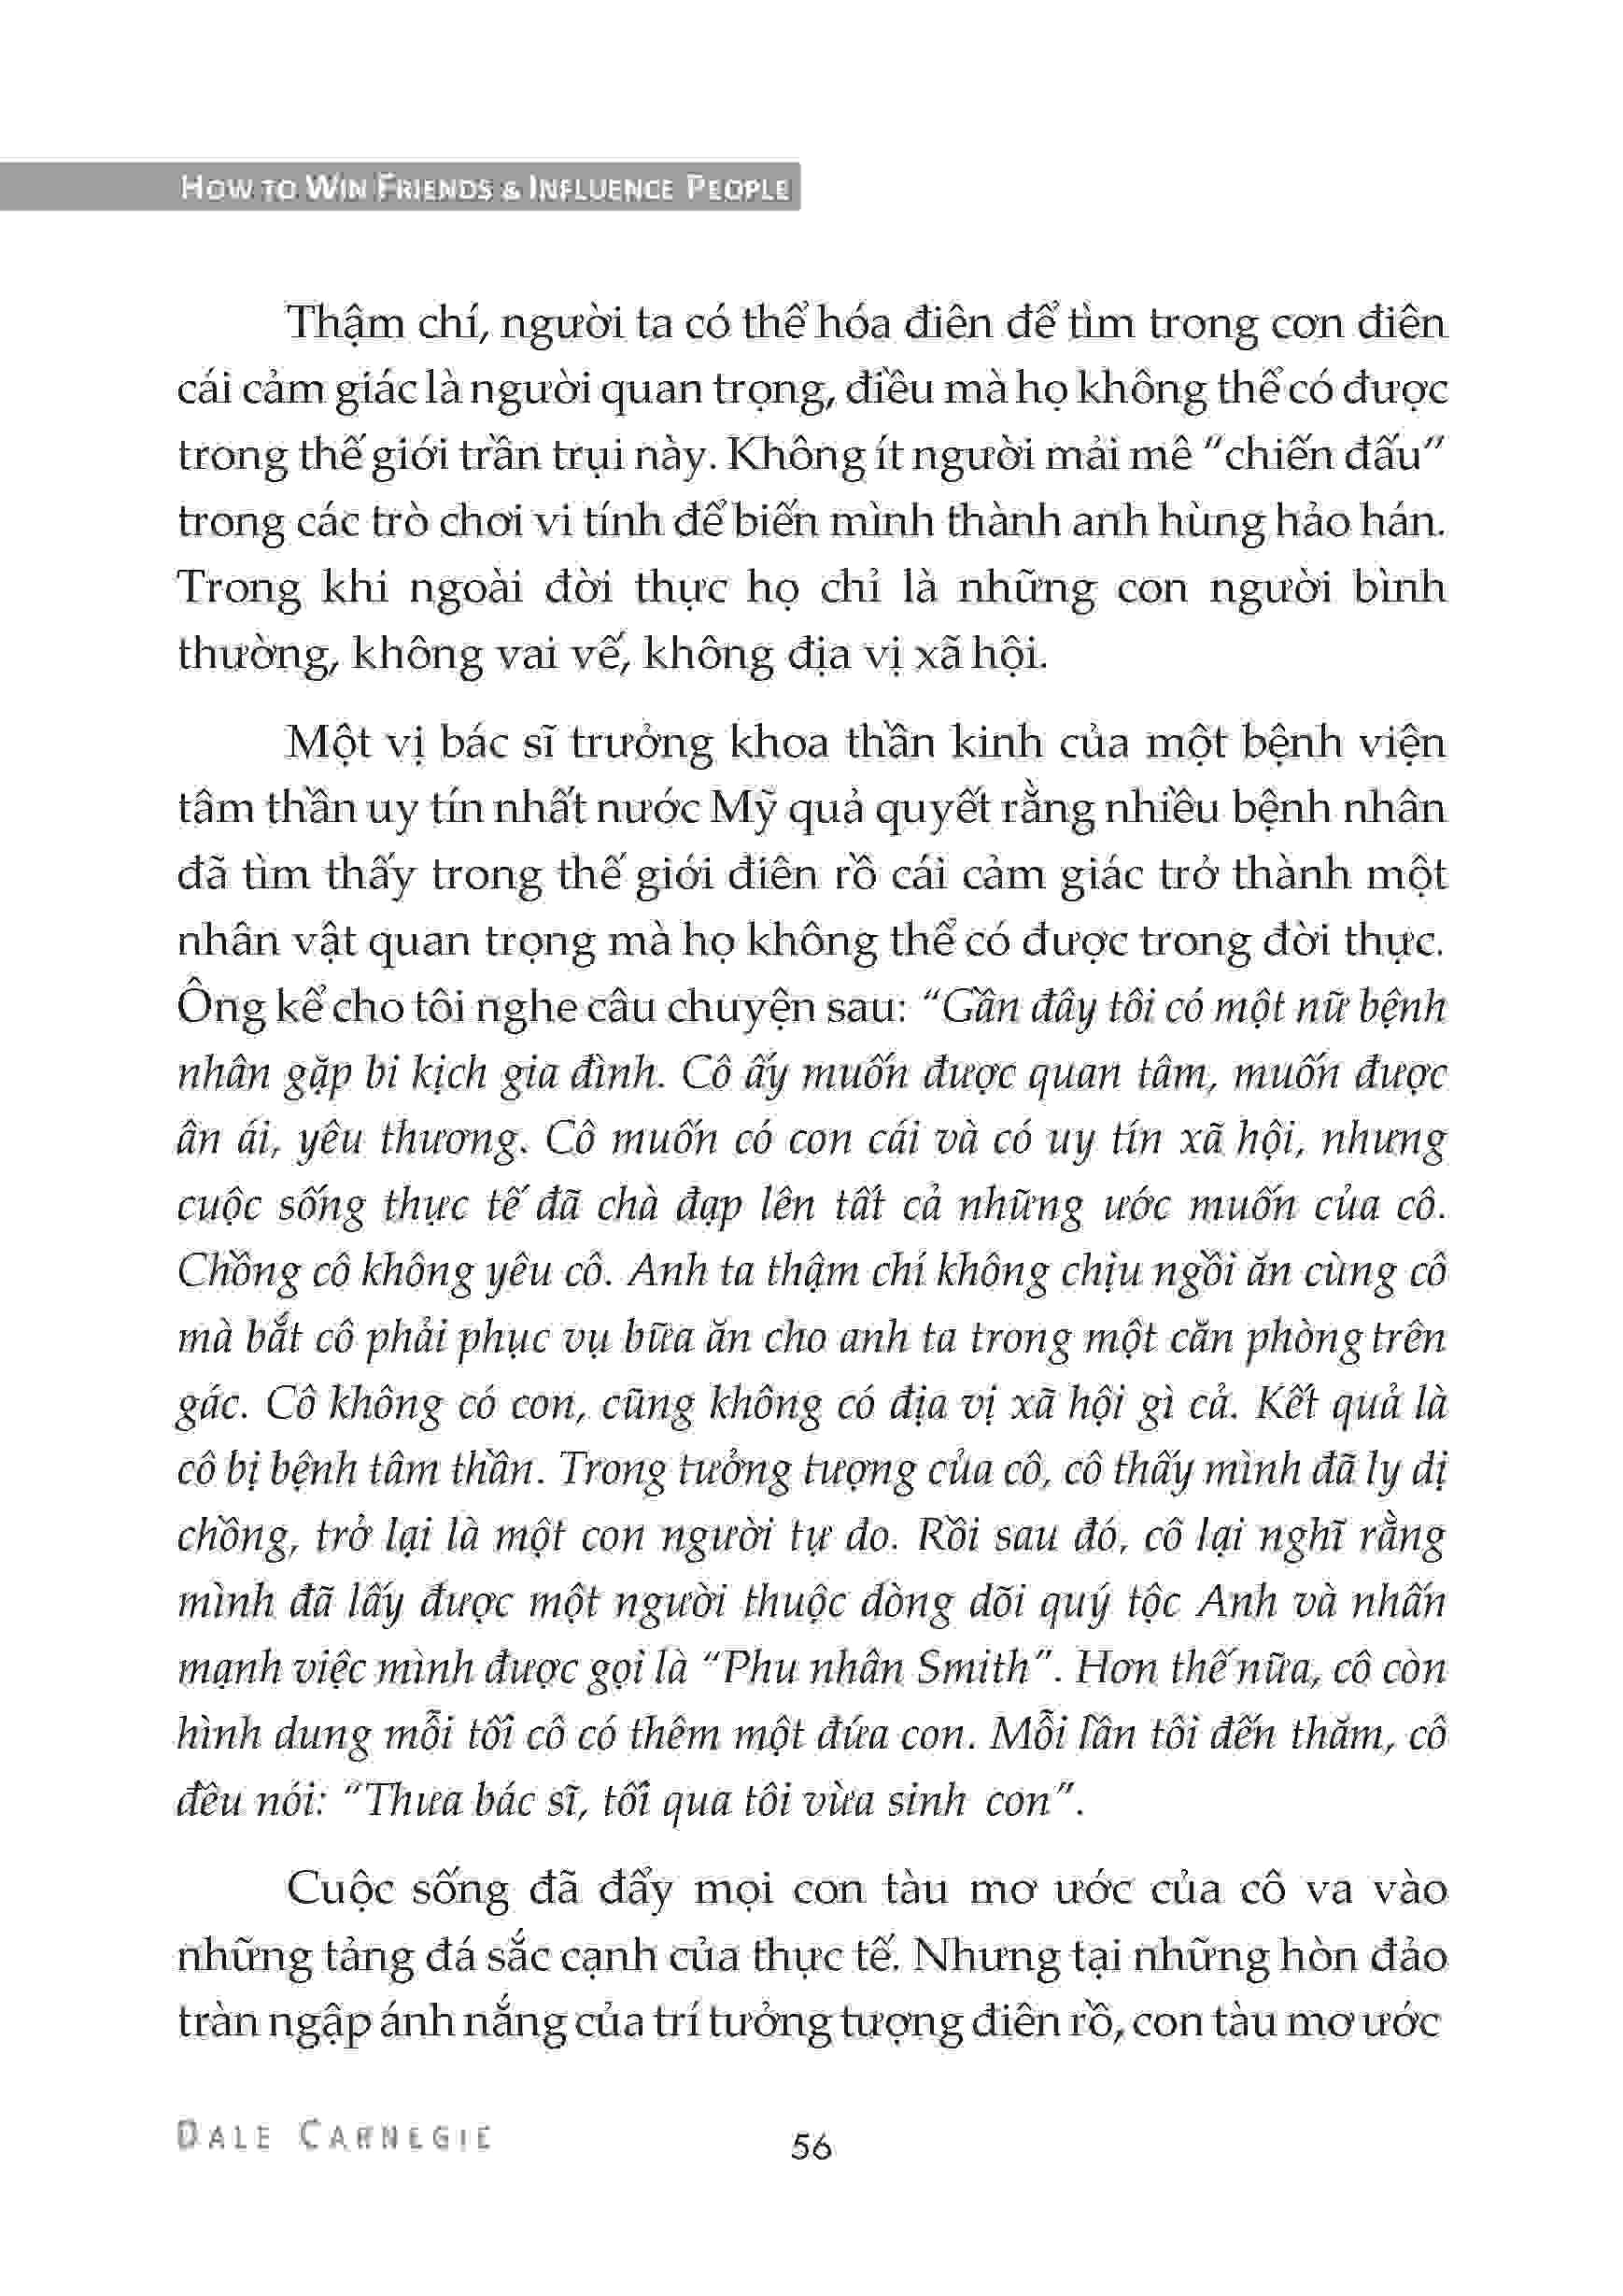 HOW TO WIN FRIENDS & INFLUENCE PEOPLE
Thậm chí, người ta có thể hóa điên để tìm trong cơn điên
cái cảm giác là người quan trọng, điều mà họ không thể có được
trong thế giới trần trụi này. Không ít người mải mê “chiến đấu”
trong các trò chơi vi tính để biến mình thành anh hùng hảo hán.
Trong khi ngoài đời thực họ chỉ là những con người bình
thường, không vai vế, không địa vị xã hội.
Một vị bác sĩ trưởng khoa thần kinh của một bệnh viện
tâm thần uy tín nhất nước Mỹ quả quyết rằng nhiều bệnh nhân
đã tìm thấy trong thế giới điên rồ cái cảm giác trở thành một
nhân vật quan trọng mà họ không thể có được trong đời thực.
Ông kể cho tôi nghe câu chuyện sau: “Gần đây tôi có một nữ bệnh
nhân gặp bi kịch gia đình. Cô ấy muốn được quan tâm, muốn được
ân ái, yêu thương. Cô muốn có con cái và có uy tín xã hội, nhưng
cuộc sống thực tế đã chà đạp lên tất cả những ước muốn của cô.
Chồng cô không yêu cô. Anh ta thậm chí không chịu ngồi ăn cùng cô
mà bắt cô phải phục vụ bữa ăn cho anh ta trong một căn phòng trên
gác. Cô không có con, cũng không có địa vị xã hội gì cả. Kết quả là
cô bị bệnh tâm thần. Trong tưởng tượng của cô, cô thấy mình đã ly dị
chồng, trở lại là một con người tự do. Rồi sau đó, cô lại nghĩ rằng
mình đã lấy được một người thuộc dòng dõi quý tộc Anh và nhấn
mạnh việc mình được gọi là “Phu nhân Smith”. Hơn thế nữa, cô còn
hình dung mỗi tối cô có thêm một đứa con. Mỗi lần tôi đến thăm, cô
đều nói: “Thưa bác sĩ, tối qua tôi vừa sinh con”.
Cuộc sống đã đẩy mọi con tàu mơ ước của cô va vào
những tảng đá sắc cạnh của thực tế. Nhưng tại những hòn đảo
tràn ngập ánh nắng của trí tưởng tượng điên rồ, con tàu mơ ước
DALE CARNEGIE
56